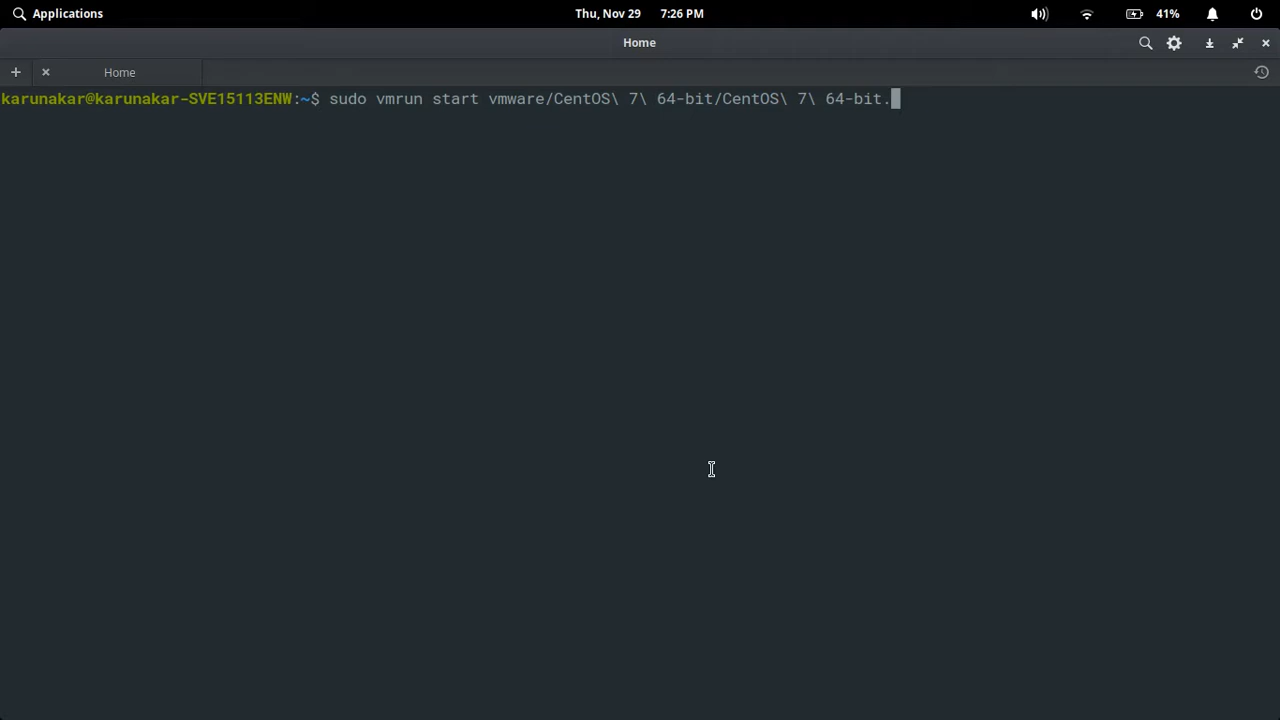 Applications
Thu, Nov 29 7:26 PM
41%
Home
Home
karunakar@karunakar-SVE15113ENW:~$ sudo vmrun start vmware/CentOS\ 7\ 64-bit/CentOS\ 7\ 64-bit.